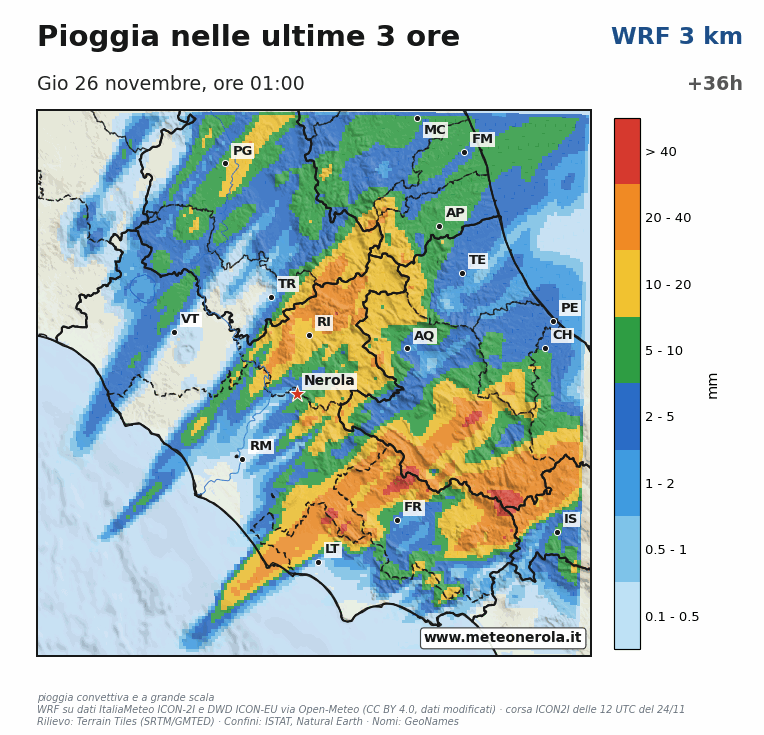 Pioggia nelle ultime 3 ore
WRF 3 km
Gio 26 novembre, ore 01:00
+36h
MC
FM
PG
AP
TE
TR
PE
VT
RI
AQ
CH
Nerola
RM
FR
IS
LT
www.meteonerola.it
> 40
20 - 40
10 - 20
5 - 10
2 - 5
1 - 2
0.5 - 1
0.1 - 0.5
mm
pioggia convettiva e a grande scala
WRF su dati ItaliaMeteo ICON-2I e DWD ICON-EU via Open-Meteo (CC BY 4.0, dati modificati) · corsa ICON2I delle 12 UTC del 24/11
Rilievo: Terrain Tiles (SRTM/GMTED) · Confini: ISTAT, Natural Earth · Nomi: GeoNames